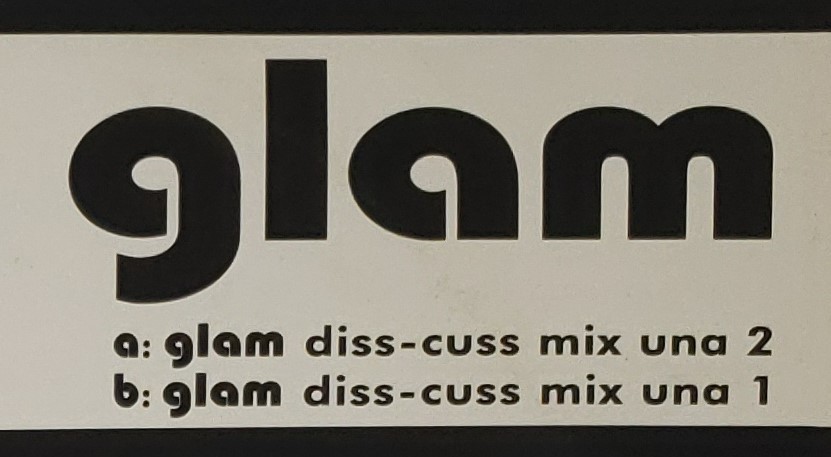 glam
a: glam diss-cuss mix una 2
b: glam diss-cuss mix una 1